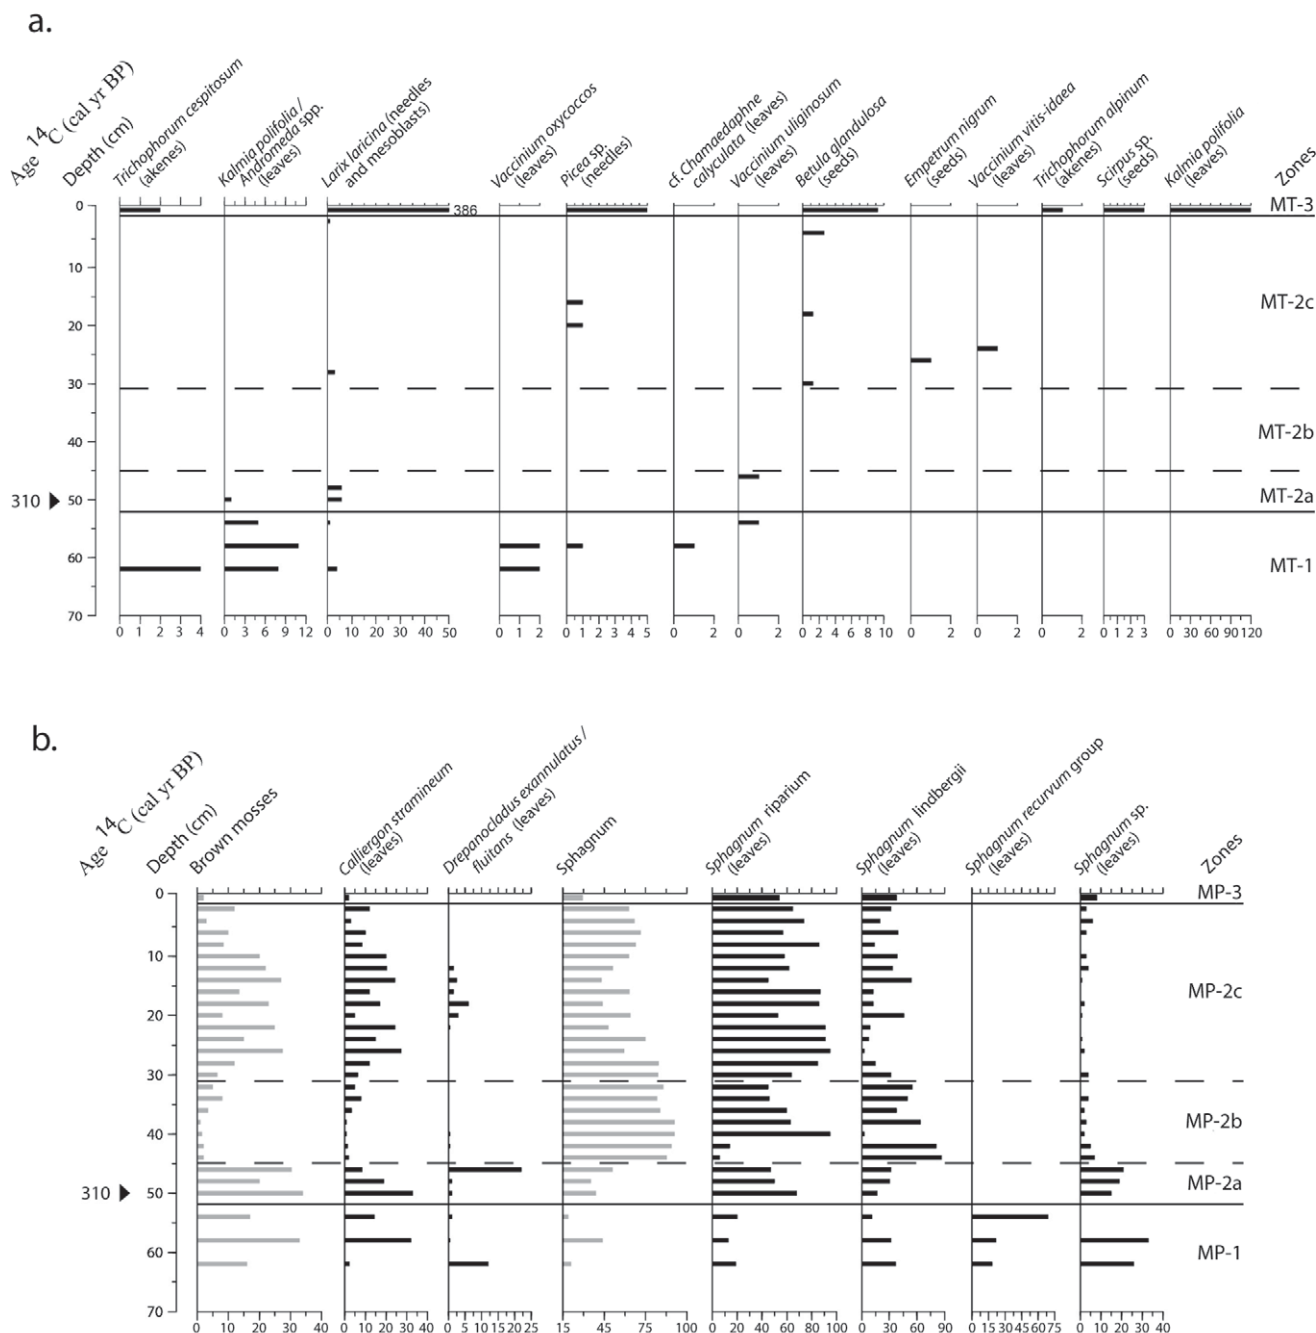 a.
Age ¹⁴C (cal yr BP)
Depth (cm)
Trichophorum cespitosum
(akenes)
Kalmia polifolia /
Andromeda spp.
(leaves)
Larix laricina (needles
and mesoblasts)
Vaccinium oxycoccos
(leaves)
Picea sp.
(needles)
cf. Chamaedaphne
calyculata (leaves)
Vaccinium uliginosum
(leaves)
Betula glandulosa
(seeds)
Empetrum nigrum
(seeds)
Vaccinium vitis-idaea
(leaves)
Trichophorum alpinum
(akenes)
Scirpus sp.
(seeds)
Kalmia polifolia
(leaves)
Zones
0
386
MT-3
10
MT-2c
20
30
40
MT-2b
310
50
MT-2a
60
MT-1
70
0 1 2 3 4
0 3 6 9 12
0 10 20 30 40 50
0 1 2
0 1 2 3 4 5
0 2
0 2
0 2 4 6 8 10
0 2
0 2
0 2
0 1 2 3
0 30 60 90 120
b.
Age ¹⁴C (cal yr BP)
Depth (cm)
Brown mosses
Calliergon stramineum
(leaves)
Drepanocladus exannulatus /
fluitans (leaves)
Sphagnum
Sphagnum riparium
(leaves)
Sphagnum lindbergii
(leaves)
Sphagnum recurvum group
(leaves)
Sphagnum sp.
(leaves)
Zones
0
MP-3
10
MP-2c
20
30
MP-2b
40
310
50
MP-2a
60
MP-1
70
0 10 20 30 40
0 10 20 30 40
0 5 10 15 20 25
15 45 75 100
0 20 40 60 80 100
0 30 60 90
0 15 30 45 60 75
0 20 40